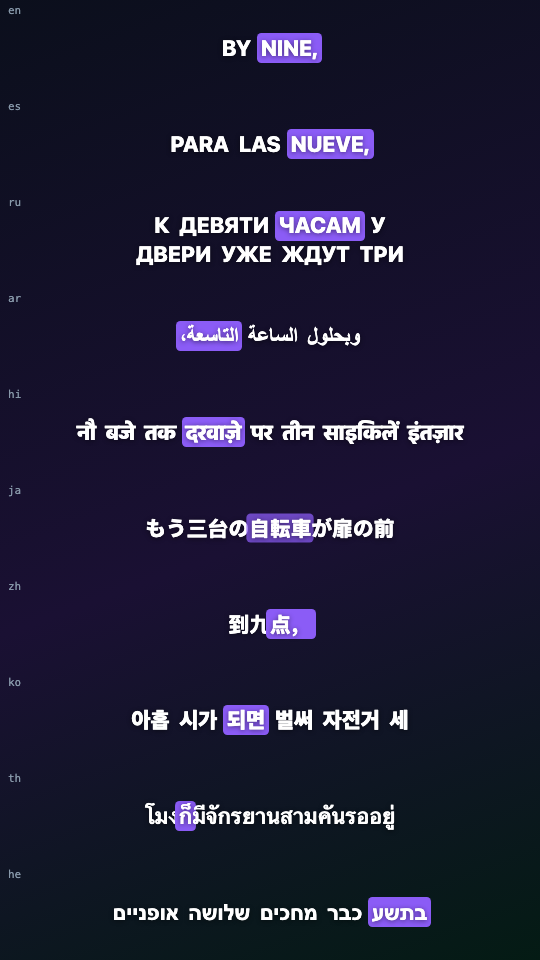 en
BY NINE,
es
PARA LAS NUEVE,
ru
К ДЕВЯТИ ЧАСАМ У
ДВЕРИ УЖЕ ЖДУТ ТРИ
ar
وبحلول الساعة التاسعة،
hi
नौ बजे तक दरवाज़े पर तीन साइकिलें इंतज़ार
ja
もう三台の自転車が扉の前
zh
到九点，
ko
아홉 시가 되면 벌써 자전거 세
th
โมงก็มีจักรยานสามคันรออยู่
he
בתשע כבר מחכים שלושה אופניים